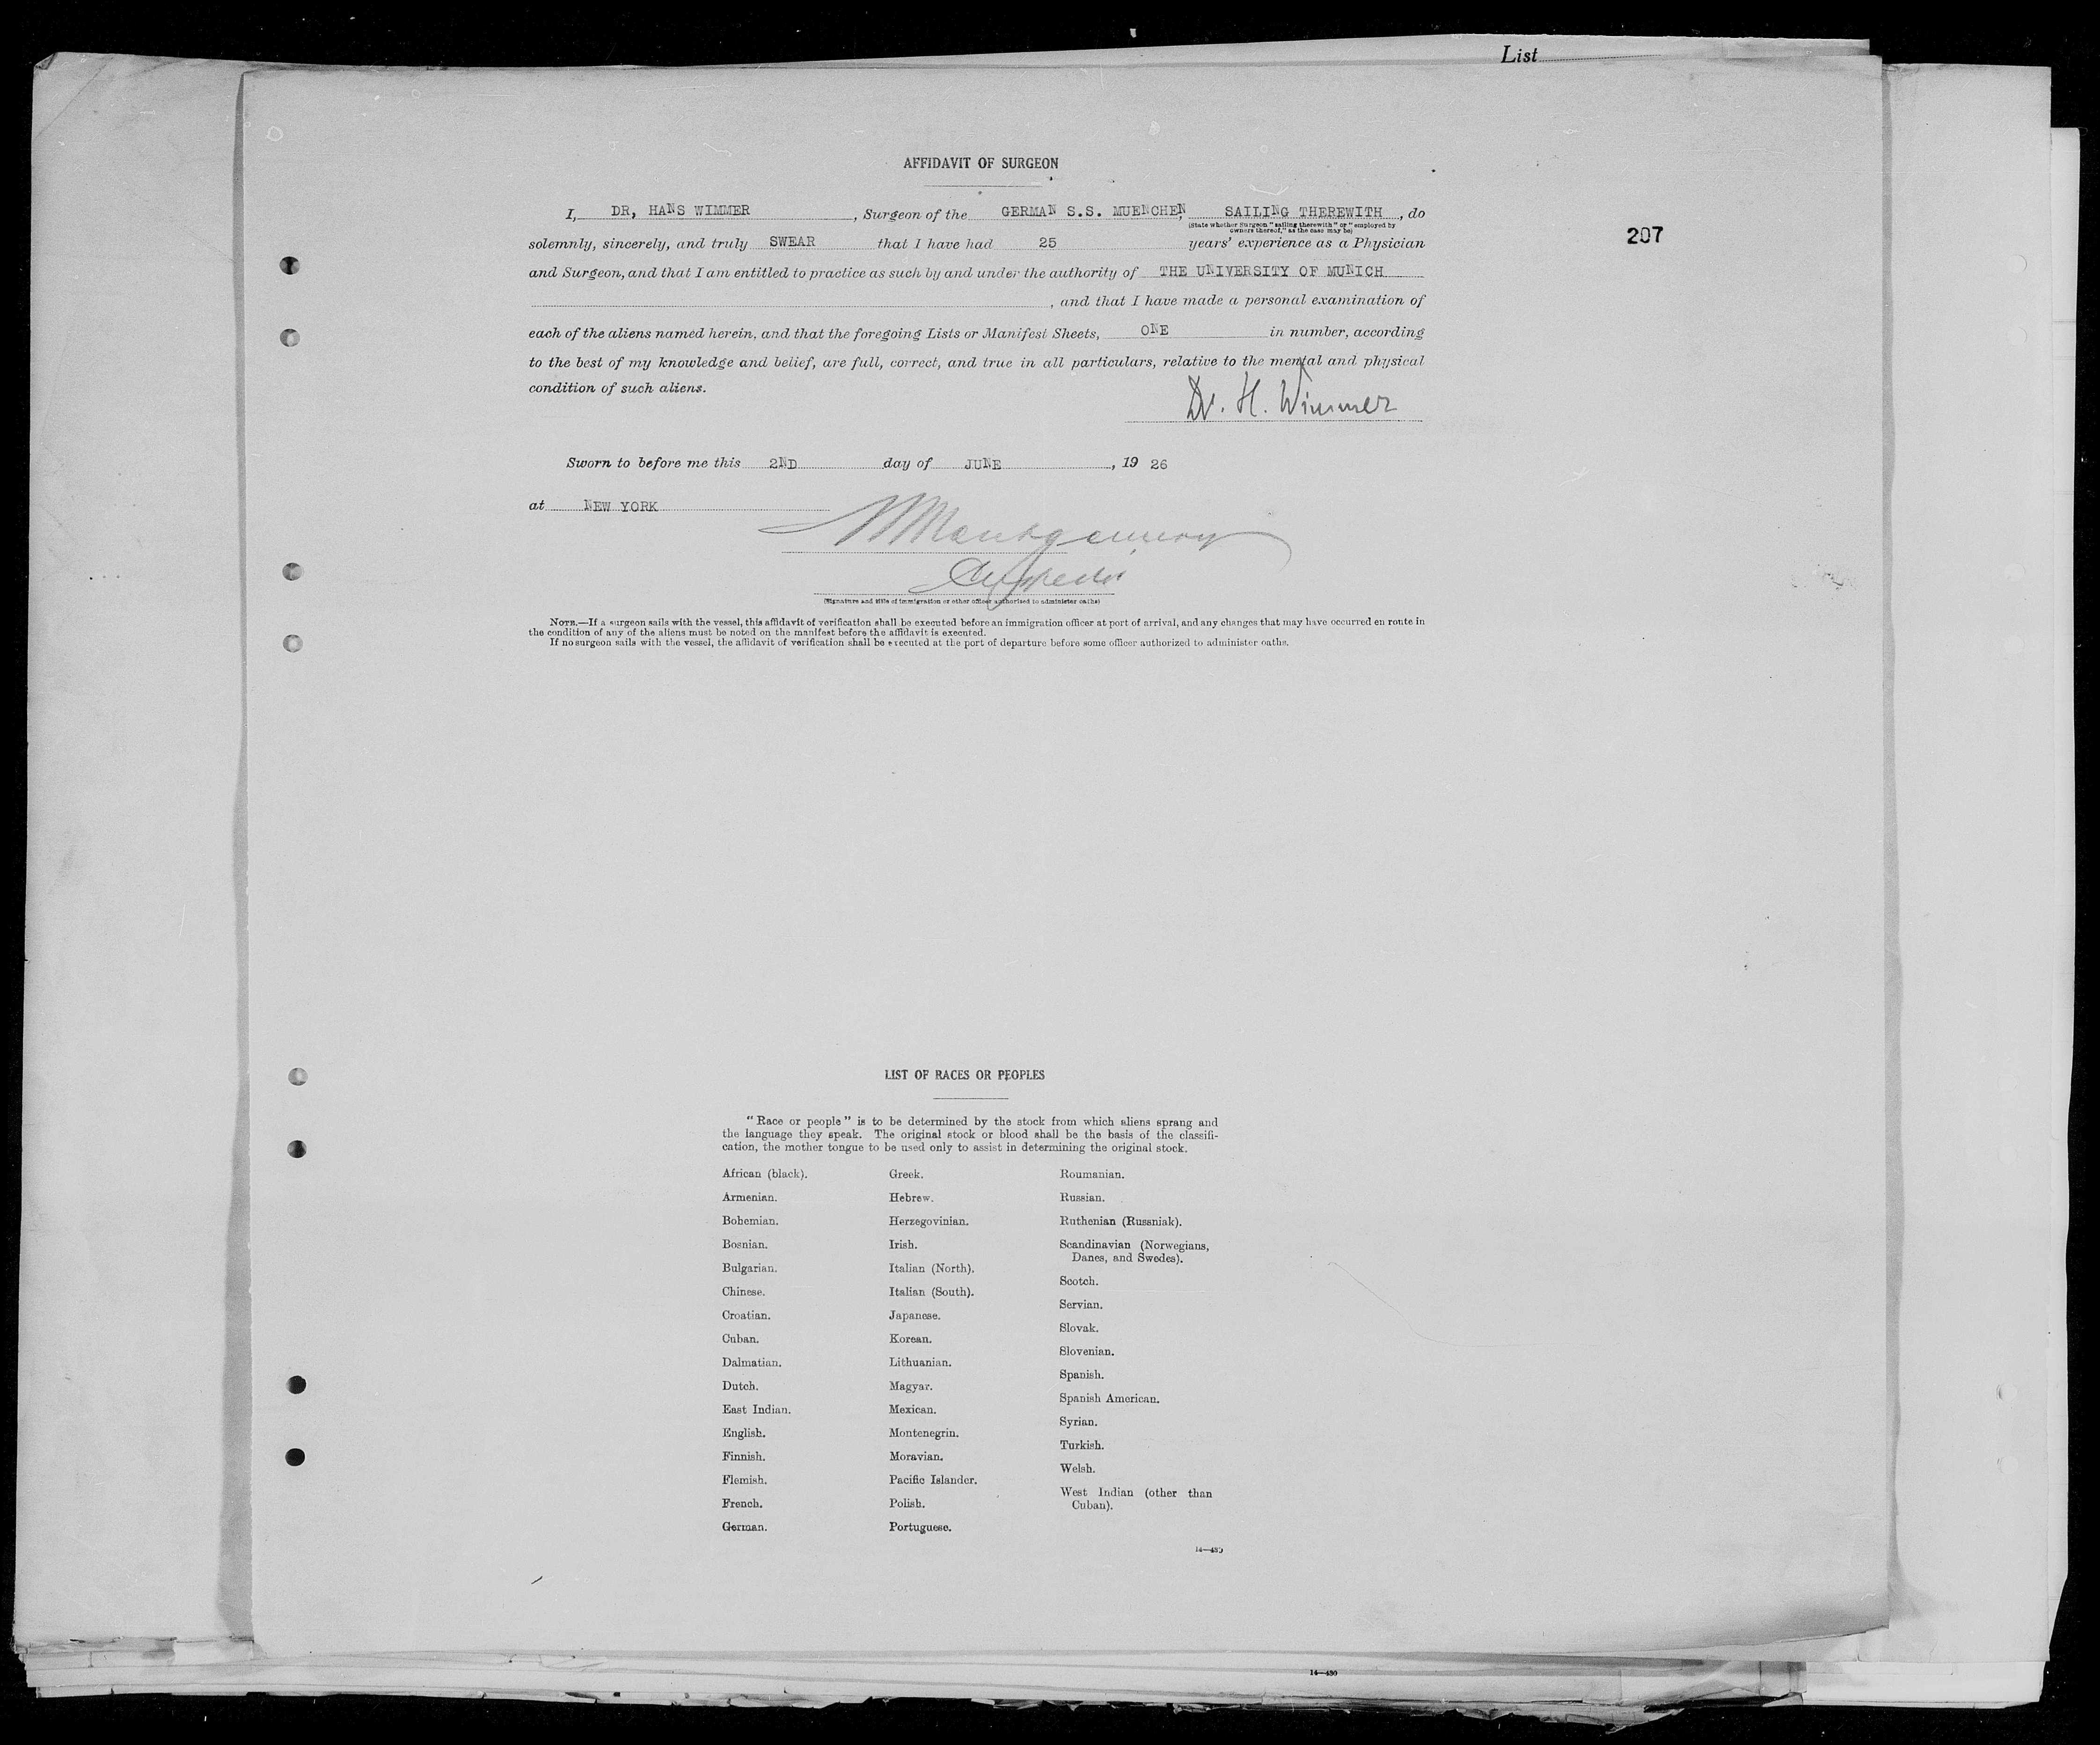 List
AFFIDAVIT OF SURGEON
I, DR, HANS WIMMER, Surgeon of the GERMAN S.S. MUENCHEN, SAILING THEREWITH, do
(State whether Surgeon "sailing therewith" or "employed by
owners thereof," as the case may be)
207
solemnly, sincerely, and truly SWEAR that I have had 25 years' experience as a Physician
and Surgeon, and that I am entitled to practice as such by and under the authority of THE UNIVERSITY OF MUNICH
, and that I have made a personal examination of
each of the aliens named herein, and that the foregoing Lists or Manifest Sheets, ONE in number, according
to the best of my knowledge and belief, are full, correct, and true in all particulars, relative to the mental and physical
condition of such aliens.
Dr. H. Wimmer
Sworn to before me this 2ND day of JUNE, 19 26
at NEW YORK
Montgomery
(Signature and title of immigration or other officer authorized to administer oaths)
NOTE.—If a surgeon sails with the vessel, this affidavit of verification shall be executed before an immigration officer at port of arrival, and any changes that may have occurred en route in
the condition of any of the aliens must be noted on the manifest before the affidavit is executed.
If no surgeon sails with the vessel, the affidavit of verification shall be executed at the port of departure before some officer authorized to administer oaths.
LIST OF RACES OR PEOPLES
"Race or people" is to be determined by the stock from which aliens sprang and
the language they speak. The original stock or blood shall be the basis of the classifi-
cation, the mother tongue to be used only to assist in determining the original stock.
African (black).
Armenian.
Bohemian.
Bosnian.
Bulgarian.
Chinese.
Croatian.
Cuban.
Dalmatian.
Dutch.
East Indian.
English.
Finnish.
Flemish.
French.
German.
Greek.
Hebrew.
Herzegovinian.
Irish.
Italian (North).
Italian (South).
Japanese.
Korean.
Lithuanian.
Magyar.
Mexican.
Montenegrin.
Moravian.
Pacific Islander.
Polish.
Portuguese.
Roumanian.
Russian.
Ruthenian (Russniak).
Scandinavian (Norwegians,
Danes, and Swedes).
Scotch.
Servian.
Slovak.
Slovenian.
Spanish.
Spanish American.
Syrian.
Turkish.
Welsh.
West Indian (other than
Cuban).
14—430
14—430